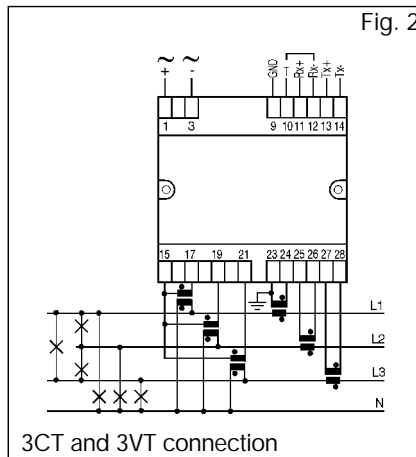 Fig. 2
~ ~
+ -
GND T Rx+ Rx- Tx+ Tx-
1 3 9 10 11 12 13 14
15 17 19 21 23 24 25 26 27 28
L1
L2
L3
N
3CT and 3VT connection